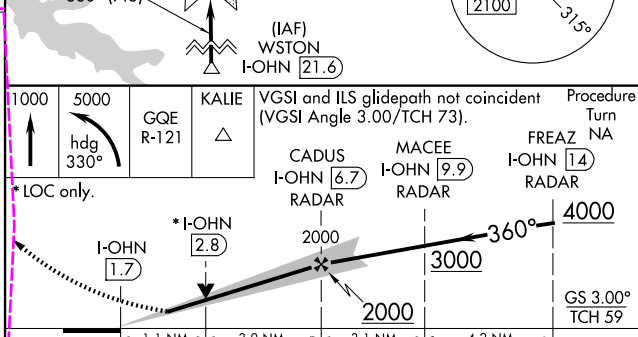 2100
315°
(IAF)
WSTON
I-OHN 21.6
1000
5000
hdg
330°
GQE
R-121
KALIE
VGSI and ILS glidepath not coincident
(VGSI Angle 3.00/TCH 73).
Procedure
Turn
NA
FREAZ
I-OHN 14
RADAR
MACEE
I-OHN 9.9
RADAR
CADUS
I-OHN 6.7
RADAR
* LOC only.
* I-OHN
2.8
I-OHN
1.7
2000
360°
4000
3000
2000
GS 3.00°
TCH 59